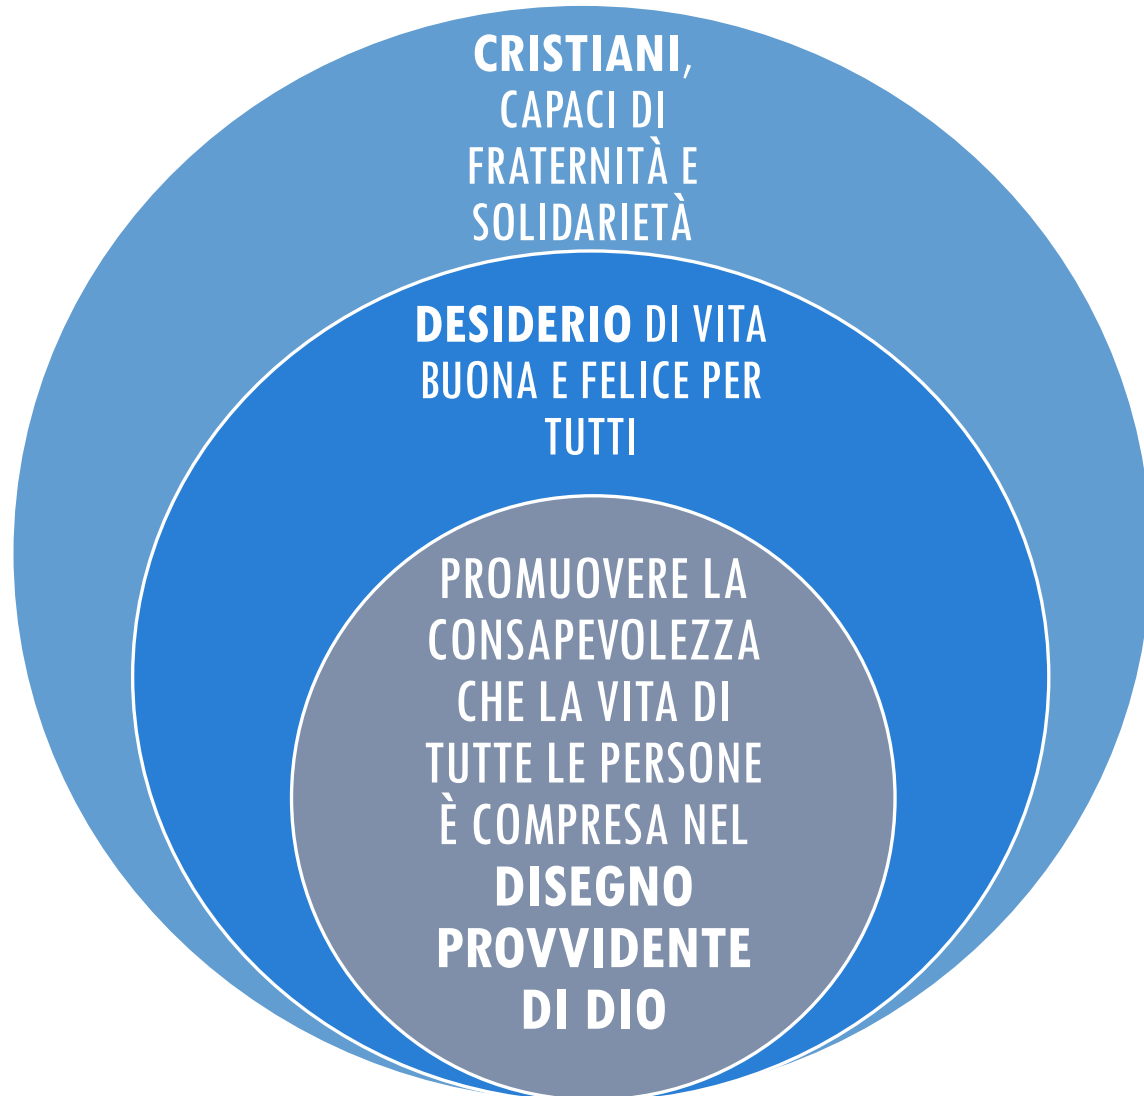 CRISTIANI,
CAPACI DI
FRATERNITÀ E
SOLIDARIETÀ
DESIDERIO DI VITA
BUONA E FELICE PER
TUTTI
PROMUOVERE LA
CONSAPEVOLEZZA
CHE LA VITA DI
TUTTE LE PERSONE
È COMPRESA NEL
DISEGNO
PROVVIDENTE
DI DIO